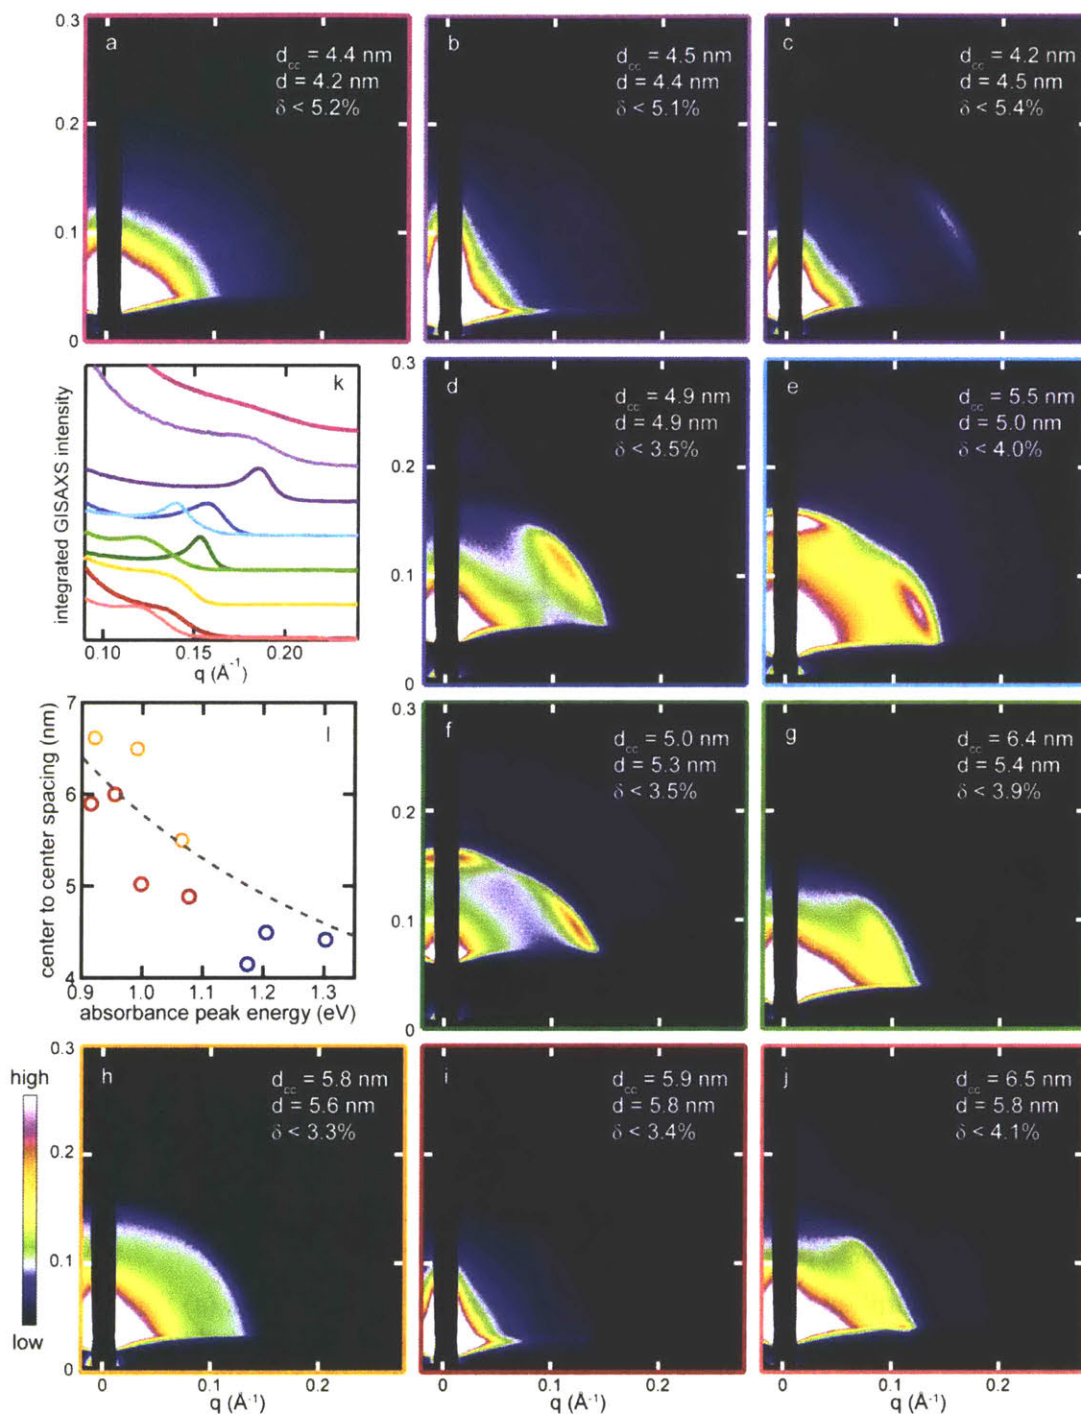 0.3
a
d_cc = 4.4 nm
d = 4.2 nm
δ < 5.2%
0.2
0.1
0
0
0.1
0.2
b
d_cc = 4.5 nm
d = 4.4 nm
δ < 5.1%
c
d_cc = 4.2 nm
d = 4.5 nm
δ < 5.4%
integrated GISAXS intensity
k
0.10
0.15
0.20
q (Å⁻¹)
0.3
d
d_cc = 4.9 nm
d = 4.9 nm
δ < 3.5%
0.2
0.1
0
e
d_cc = 5.5 nm
d = 5.0 nm
δ < 4.0%
center to center spacing (nm)
7
6
5
4
l
0.9
1.0
1.1
1.2
1.3
absorbance peak energy (eV)
0.3
f
d_cc = 5.0 nm
d = 5.3 nm
δ < 3.5%
0.2
0.1
0
g
d_cc = 6.4 nm
d = 5.4 nm
δ < 3.9%
high
low
0.3
h
d_cc = 5.8 nm
d = 5.6 nm
δ < 3.3%
0.2
0.1
0
0
0.1
0.2
q (Å⁻¹)
i
d_cc = 5.9 nm
d = 5.8 nm
δ < 3.4%
0
0.1
0.2
q (Å⁻¹)
j
d_cc = 6.5 nm
d = 5.8 nm
δ < 4.1%
0
0.1
0.2
q (Å⁻¹)